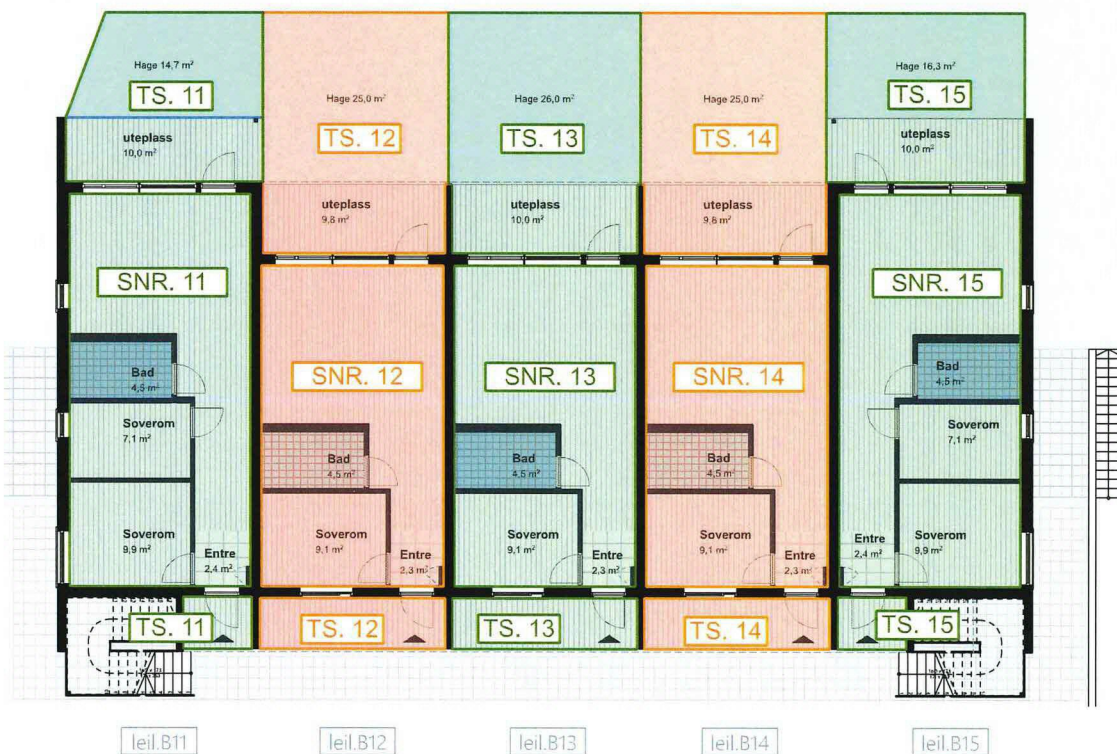 Hage 14,7 m²
TS. 11
uteplass
10,0 m²
SNR. 11
Bad
4,5 m²
Soverom
7,1 m²
Soverom
9,9 m²
Entre
2,4 m²
TS. 11
leil.B11
Hage 25,0 m²
TS. 12
uteplass
9,8 m²
SNR. 12
Bad
4,5 m²
Soverom
9,1 m²
Entre
2,3 m²
TS. 12
leil.B12
Hage 26,0 m²
TS. 13
uteplass
10,0 m²
SNR. 13
Bad
4,5 m²
Soverom
9,1 m²
Entre
2,3 m²
TS. 13
leil.B13
Hage 25,0 m²
TS. 14
uteplass
9,6 m²
SNR. 14
Bad
4,5 m²
Soverom
9,1 m²
Entre
2,3 m²
TS. 14
leil.B14
Hage 16,3 m²
TS. 15
uteplass
10,0 m²
SNR. 15
Bad
4,5 m²
Soverom
7,1 m²
Soverom
9,9 m²
Entre
2,4 m²
TS. 15
leil.B15